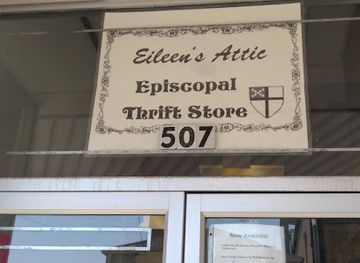 Eileen's Attic
Episcopal
Thrift Store
507
Now Available